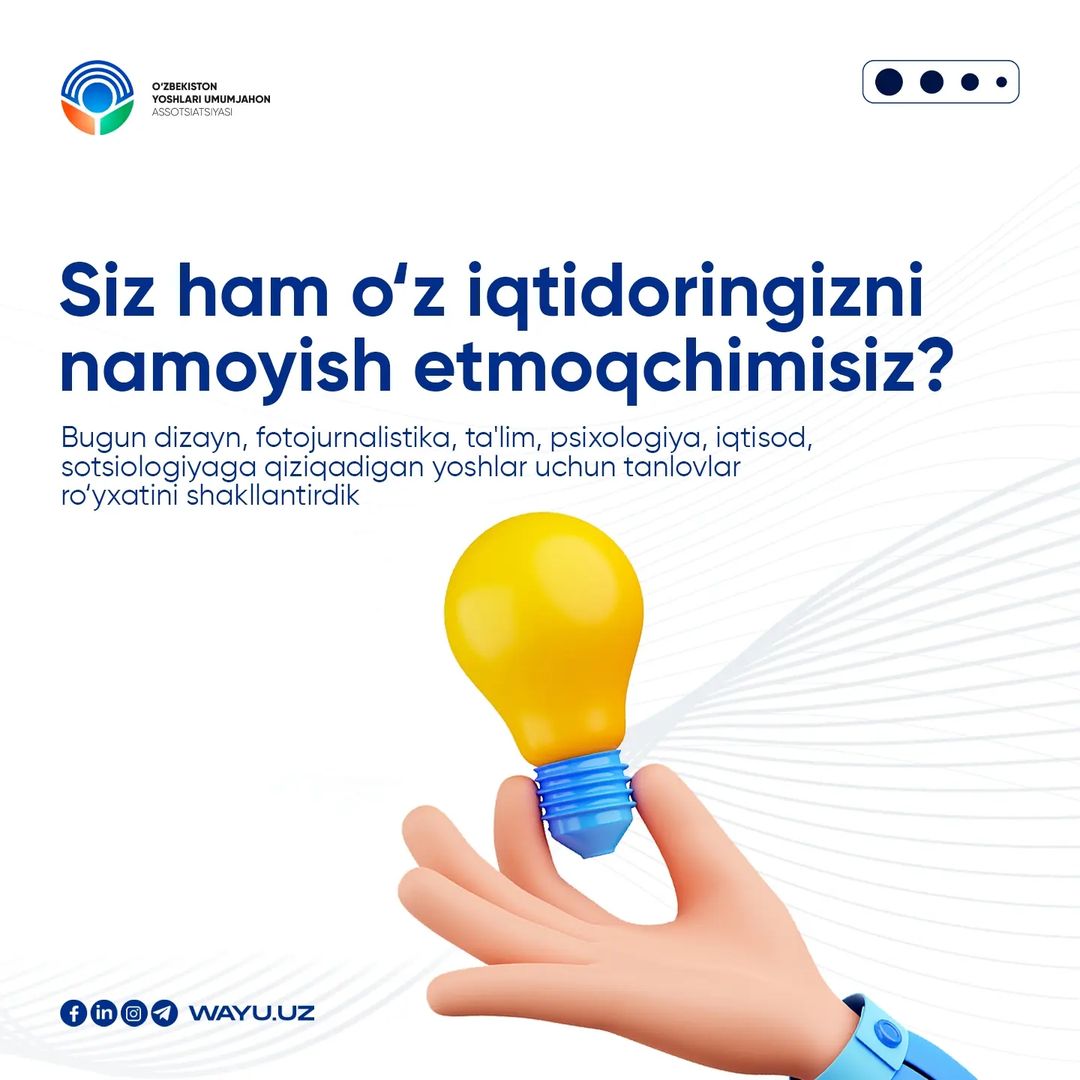 O‘ZBEKISTON
YOSHLARI UMUMJAHON
ASSOTSIATSIYASI
Siz ham o‘z iqtidoringizni
namoyish etmoqchimisiz?
Bugun dizayn, fotojurnalistika, ta'lim, psixologiya, iqtisod,
sotsiologiyaga qiziqadigan yoshlar uchun tanlovlar
ro‘yxatini shakllantirdik
WAYU.UZ